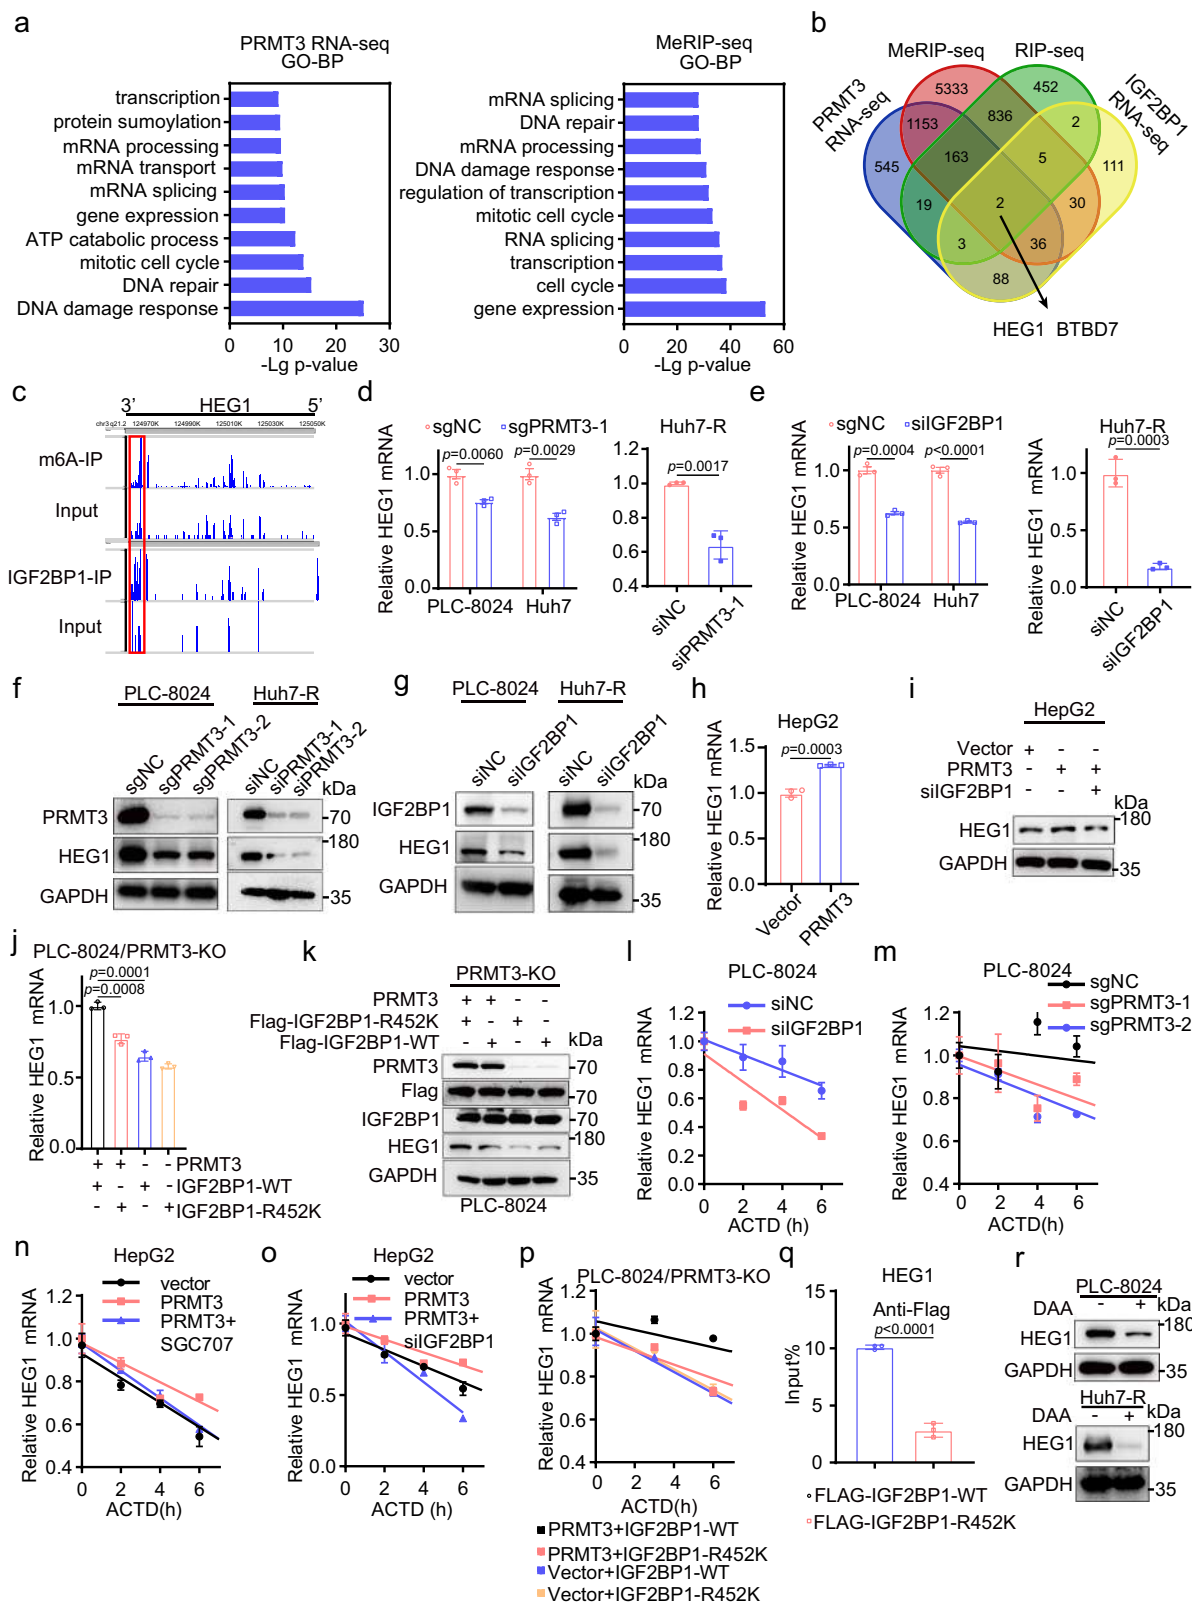 a
PRMT3 RNA-seq
GO-BP
transcription
protein sumoylation
mRNA processing
mRNA transport
mRNA splicing
gene expression
ATP catabolic process
mitotic cell cycle
DNA repair
DNA damage response
0 10 20 30
-Lg p-value
MeRIP-seq
GO-BP
mRNA splicing
DNA repair
mRNA processing
DNA damage response
regulation of transcription
mitotic cell cycle
RNA splicing
transcription
cell cycle
gene expression
0 20 40 60
-Lg p-value
b
MeRIP-seq RIP-seq
PRMT3
RNA-seq
IGF2BP1
RNA-seq
5333 452
1153 836 2
545 163 5 111
19 2 30
3 36
88
HEG1 BTBD7
c
3' HEG1 5'
chr3 q21.2 124970K 124990K 125010K 125030K 125050K
m6A-IP
Input
IGF2BP1-IP
Input
d
sgNC sgPRMT3-1
Relative HEG1 mRNA
1.0
0.5
0.0
p=0.0060
p=0.0029
PLC-8024 Huh7
Huh7-R
1.2
1.0
0.8
0.6
0.4
p=0.0017
siNC
siPRMT3-1
e
sgNC siIGF2BP1
Relative HEG1 mRNA
1.0
0.5
0.0
p=0.0004 p<0.0001
PLC-8024 Huh7
Huh7-R
Relative HEG1 mRNA
1.5
1.0
0.5
0.0
p=0.0003
siNC
siIGF2BP1
f
PLC-8024 Huh7-R
sgNC
sgPRMT3-1
sgPRMT3-2
siNC
siPRMT3-1
siPRMT3-2
kDa
PRMT3
70
180
HEG1
GAPDH
35
g
PLC-8024 Huh7-R
siNC
siIGF2BP1
siNC
siIGF2BP1
kDa
IGF2BP1
70
180
HEG1
GAPDH
35
h
HepG2
Relative HEG1 mRNA
1.5
1.0
0.5
0.0
p=0.0003
Vector
PRMT3
i
HepG2
Vector + - -
PRMT3 - + +
siIGF2BP1 - - +
kDa
180
HEG1
GAPDH
35
j
PLC-8024/PRMT3-KO
Relative HEG1 mRNA
1.0
0.5
0.0
p=0.0001
p=0.0008
+ + - - PRMT3
+ - + - IGF2BP1-WT
- + - + IGF2BP1-R452K
k
PRMT3-KO
PRMT3 + + - -
Flag-IGF2BP1-R452K + - + -
Flag-IGF2BP1-WT - + - +
kDa
PRMT3
70
Flag
IGF2BP1
70
180
HEG1
GAPDH
35
PLC-8024
l
PLC-8024
siNC
siIGF2BP1
Relative HEG1 mRNA
1.2
1.0
0.8
0.6
0.4
0.2
0.0
0 2 4 6
ACTD(h)
m
PLC-8024
sgNC
sgPRMT3-1
sgPRMT3-2
Relative HEG1 mRNA
1.2
1.0
0.8
0.6
0.4
0 2 4 6
ACTD(h)
n
HepG2
vector
PRMT3
PRMT3+
SGC707
Relative HEG1 mRNA
1.2
1.0
0.8
0.6
0.4
0 2 4 6
ACTD(h)
o
HepG2
vector
PRMT3
PRMT3+
siIGF2BP1
Relative HEG1 mRNA
1.0
0.5
0.0
0 2 4 6
ACTD(h)
p
PLC-8024/PRMT3-KO
Relative HEG1 mRNA
1.2
1.0
0.8
0.6
0.4
0 2 4 6
ACTD(h)
PRMT3+IGF2BP1-WT
PRMT3+IGF2BP1-R452K
Vector+IGF2BP1-WT
Vector+IGF2BP1-R452K
q
HEG1
Anti-Flag
p<0.0001
Input%
15
10
5
0
FLAG-IGF2BP1-WT
FLAG-IGF2BP1-R452K
r
PLC-8024
DAA - + kDa
180
HEG1
GAPDH
35
Huh7-R
DAA - + kDa
180
HEG1
GAPDH
35